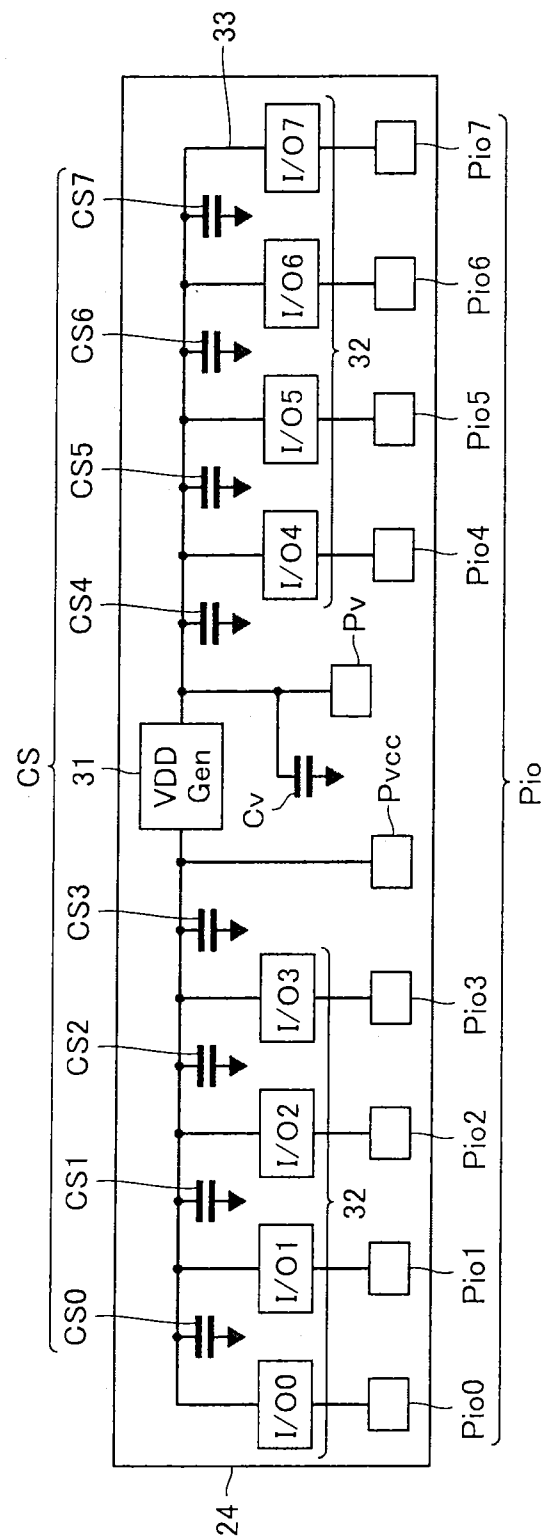 CS
CS0
CS1
CS2
CS3
31
CS4
CS5
CS6
CS7
33
24
VDD
Gen
Cv
I/O0
I/O1
I/O2
I/O3
I/O4
I/O5
I/O6
I/O7
32
32
Pio0
Pio1
Pio2
Pio3
Pvcc
Pv
Pio4
Pio5
Pio6
Pio7
Pio